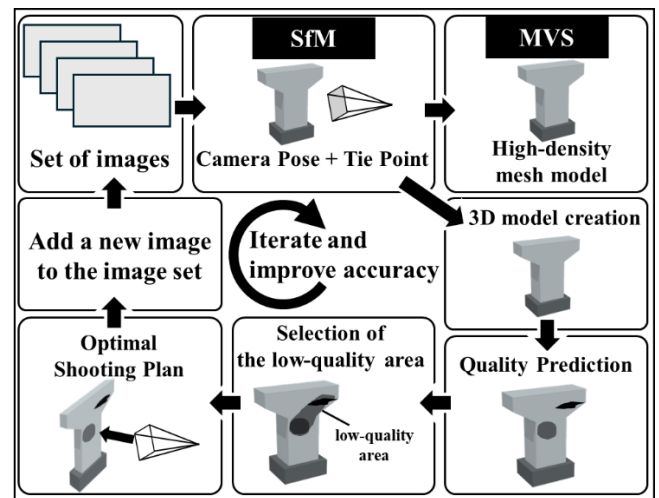 SfM
MVS
Set of images
Camera Pose + Tie Point
High-density
mesh model
Add a new image
to the image set
Iterate and
improve accuracy
3D model creation
Optimal
Shooting Plan
Selection of
the low-quality area
low-quality
area
Quality Prediction